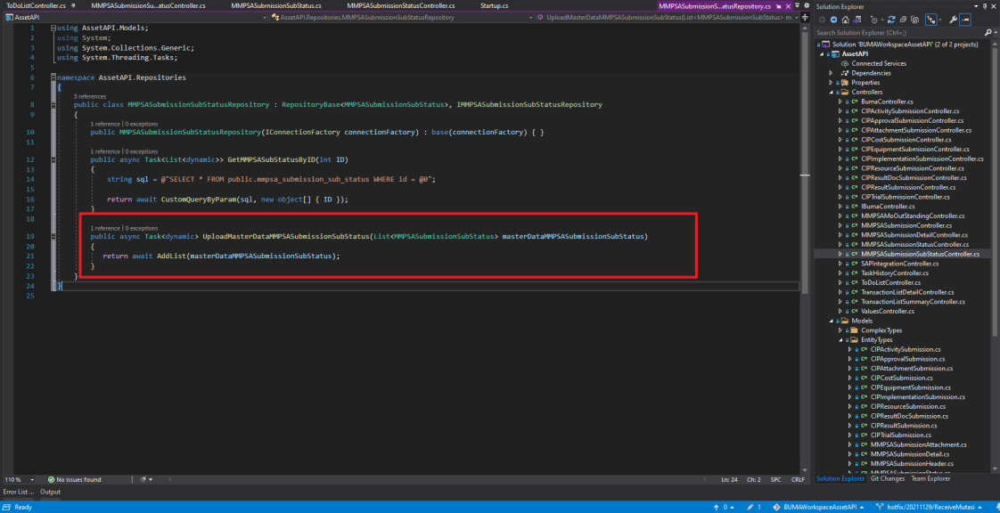 ToDoListController.cs
MMPSASubmissionSu...atusController.cs
MMPSASubmissionSubStatus.cs
MMPSASubmissionStatusController.cs
Startup.cs
MMPSASubmissionS...atusRepository.cs
AssetAPI
AssetAPI.Repositories.MMPSASubmissionSubStatusRepository
UploadMasterDataMMPSASubmissionSubStatus(List<MMPSASubmissionSubStatus> m
1 using AssetAPI.Models;
2 using System;
3 using System.Collections.Generic;
4 using System.Threading.Tasks;
5
6 namespace AssetAPI.Repositories
7 {
3 references
8 public class MMPSASubmissionSubStatusRepository : RepositoryBase<MMPSASubmissionSubStatus>, IMMPSASubmissionSubStatusRepository
9 {
1 reference | 0 exceptions
10 public MMPSASubmissionSubStatusRepository(IConnectionFactory connectionFactory) : base(connectionFactory) { }
11
1 reference | 0 exceptions
12 public async Task<List<dynamic>> GetMMPSASubStatusByID(int ID)
13 {
14 string sql = @"SELECT * FROM public.mmpsa_submission_sub_status WHERE id = @0";
15
16 return await CustomQueryByParam(sql, new object[] { ID });
17 }
18
1 reference | 0 exceptions
19 public async Task<dynamic> UploadMasterDataMMPSASubmissionSubStatus(List<MMPSASubmissionSubStatus> masterDataMMPSASubmissionSubStatus)
20 {
21 return await AddList(masterDataMMPSASubmissionSubStatus);
22 }
23 }
24 }
25
110 %
No issues found
Ln: 24 Ch: 2 SPC CRLF
Error List ... Output
Ready
0
1
BUMAWorkspaceAssetAPI
hotfix/20211129/ReceiveMutasi
Solution Explorer
Search Solution Explorer (Ctrl+;)
Solution 'BUMAWorkspaceAssetAPI' (2 of 2 projects)
AssetAPI
Connected Services
Dependencies
Properties
Controllers
BumaController.cs
CIPActivitySubmissionController.cs
CIPApprovalSubmissionController.cs
CIPAttachmentSubmissionController.cs
CIPCostSubmissionController.cs
CIPEquipmentSubmissionController.cs
CIPImplementationSubmissionController.cs
CIPResourceSubmissionController.cs
CIPResultDocSubmissionController.cs
CIPResultSubmissionController.cs
CIPTrialSubmissionController.cs
IBumaController.cs
MMPSAMoOutStandingController.cs
MMPSASubmissionController.cs
MMPSASubmissionDetailController.cs
MMPSASubmissionStatusController.cs
MMPSASubmissionSubStatusController.cs
SAPIntegrationController.cs
TaskHistoryController.cs
ToDoListController.cs
TransactionListDetailController.cs
TransactionListSummaryController.cs
ValuesController.cs
Models
ComplexTypes
EntityTypes
CIPActivitySubmission.cs
CIPApprovalSubmission.cs
CIPAttachmentSubmission.cs
CIPCostSubmission.cs
CIPEquipmentSubmission.cs
CIPImplementationSubmission.cs
CIPResourceSubmission.cs
CIPResultDocSubmission.cs
CIPResultSubmission.cs
CIPTrialSubmission.cs
MMPSASubmissionAttachment.cs
MMPSASubmissionDetail.cs
MMPSASubmissionHeader.cs
Solution Explorer Git Changes Team Explorer